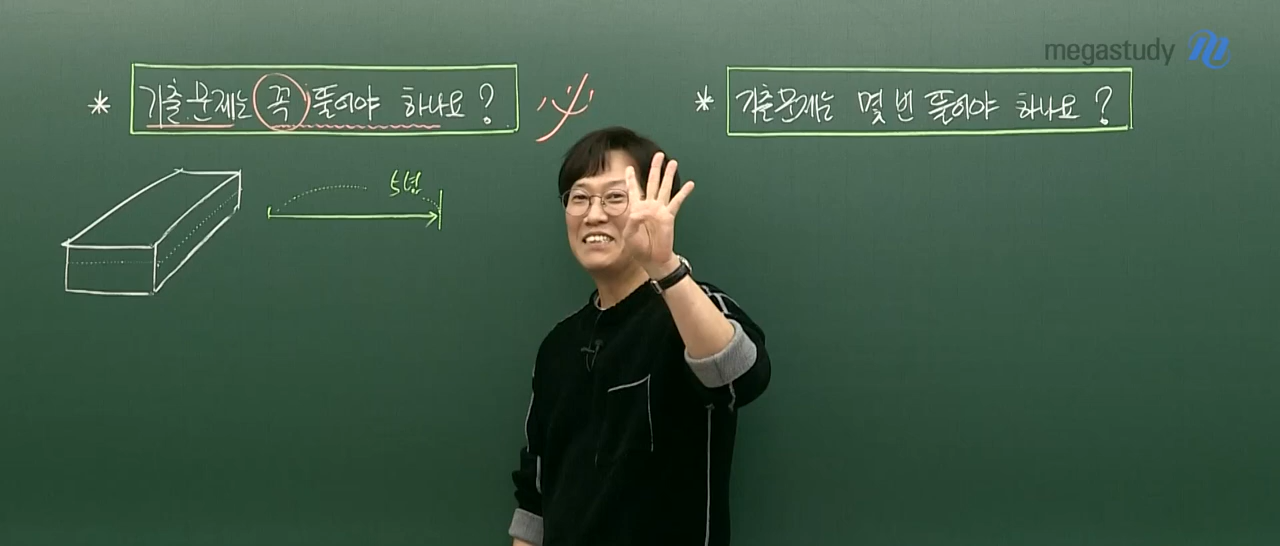 megastudy
* 기출문제는 꼭 풀어야 하나요?
必
* 기출문제는 몇 번 풀어야 하나요?
5년